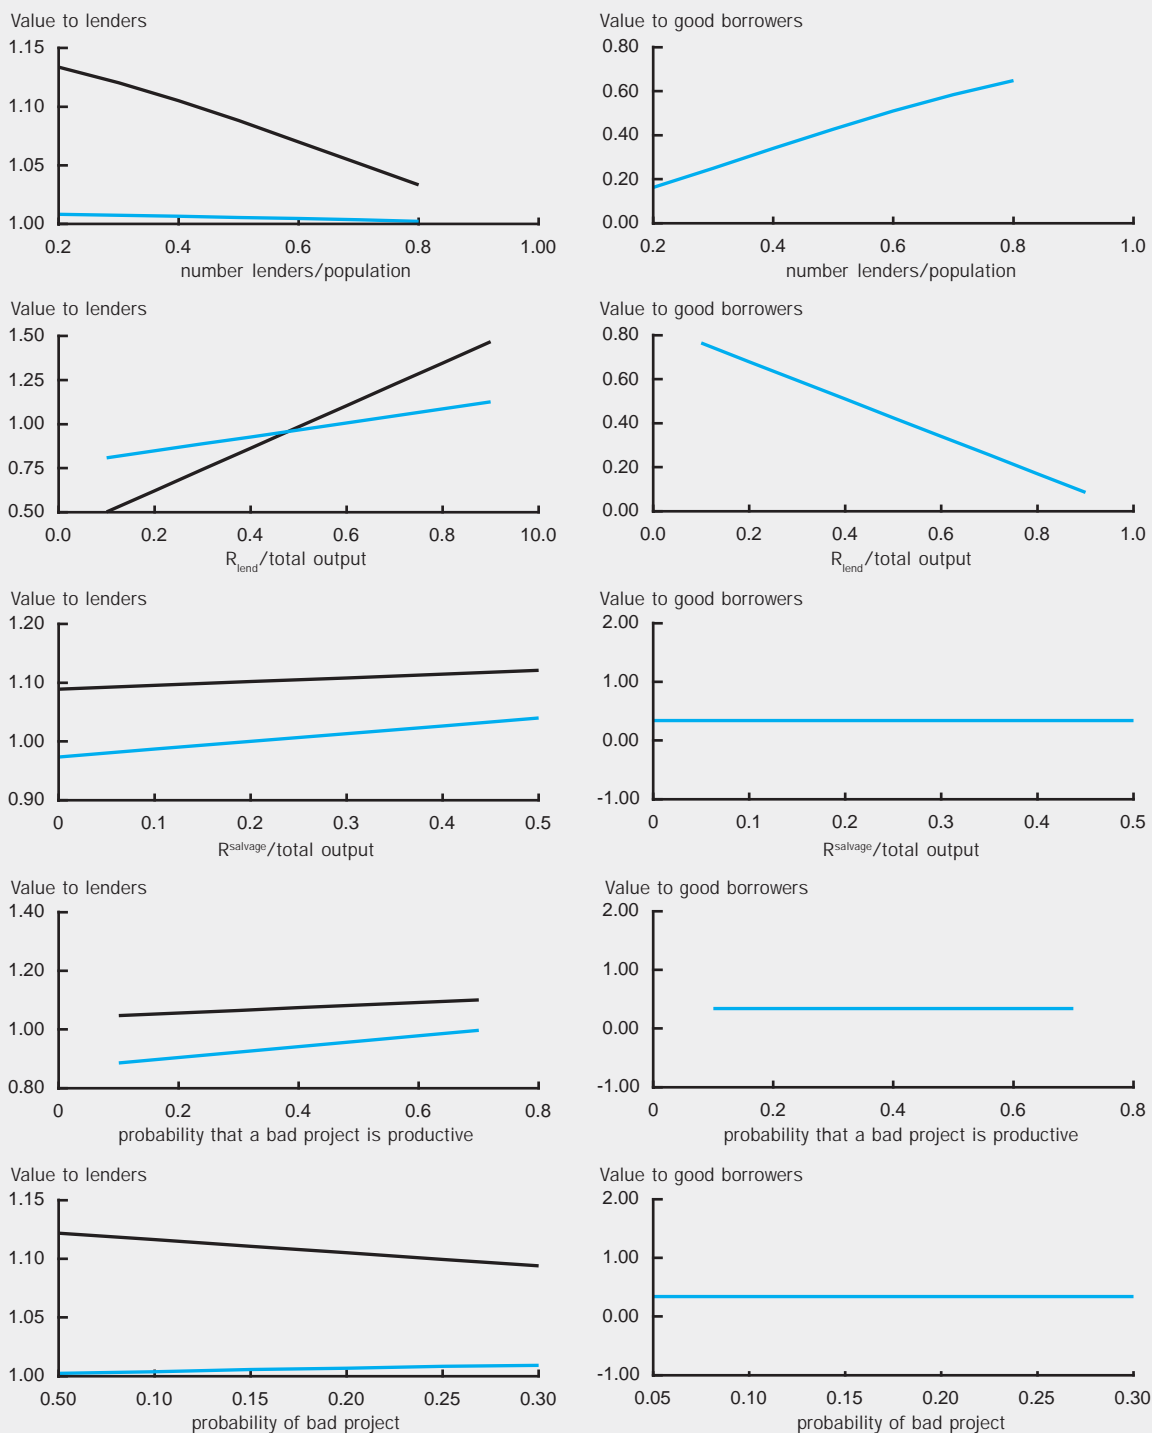 Value to lenders
1.15
1.10
1.05
1.00
0.2 0.4 0.6 0.8 1.00
number lenders/population
Value to good borrowers
0.80
0.60
0.40
0.20
0.00
0.2 0.4 0.6 0.8 1.0
number lenders/population
Value to lenders
1.50
1.25
1.00
0.75
0.50
0.0 0.2 0.4 0.6 0.8 10.0
Rlend/total output
Value to good borrowers
0.80
0.60
0.40
0.20
0.00
0.0 0.2 0.4 0.6 0.8 1.0
Rlend/total output
Value to lenders
1.20
1.10
1.00
0.90
0 0.1 0.2 0.3 0.4 0.5
Rsalvage/total output
Value to good borrowers
2.00
1.00
0.00
-1.00
0 0.1 0.2 0.3 0.4 0.5
Rsalvage/total output
Value to lenders
1.40
1.20
1.00
0.80
0 0.2 0.4 0.6 0.8
probability that a bad project is productive
Value to good borrowers
2.00
1.00
0.00
-1.00
0 0.2 0.4 0.6 0.8
probability that a bad project is productive
Value to lenders
1.15
1.10
1.05
1.00
0.50 0.10 0.15 0.20 0.25 0.30
probability of bad project
Value to good borrowers
2.00
1.00
0.00
-1.00
0.05 0.10 0.15 0.20 0.25 0.30
probability of bad project